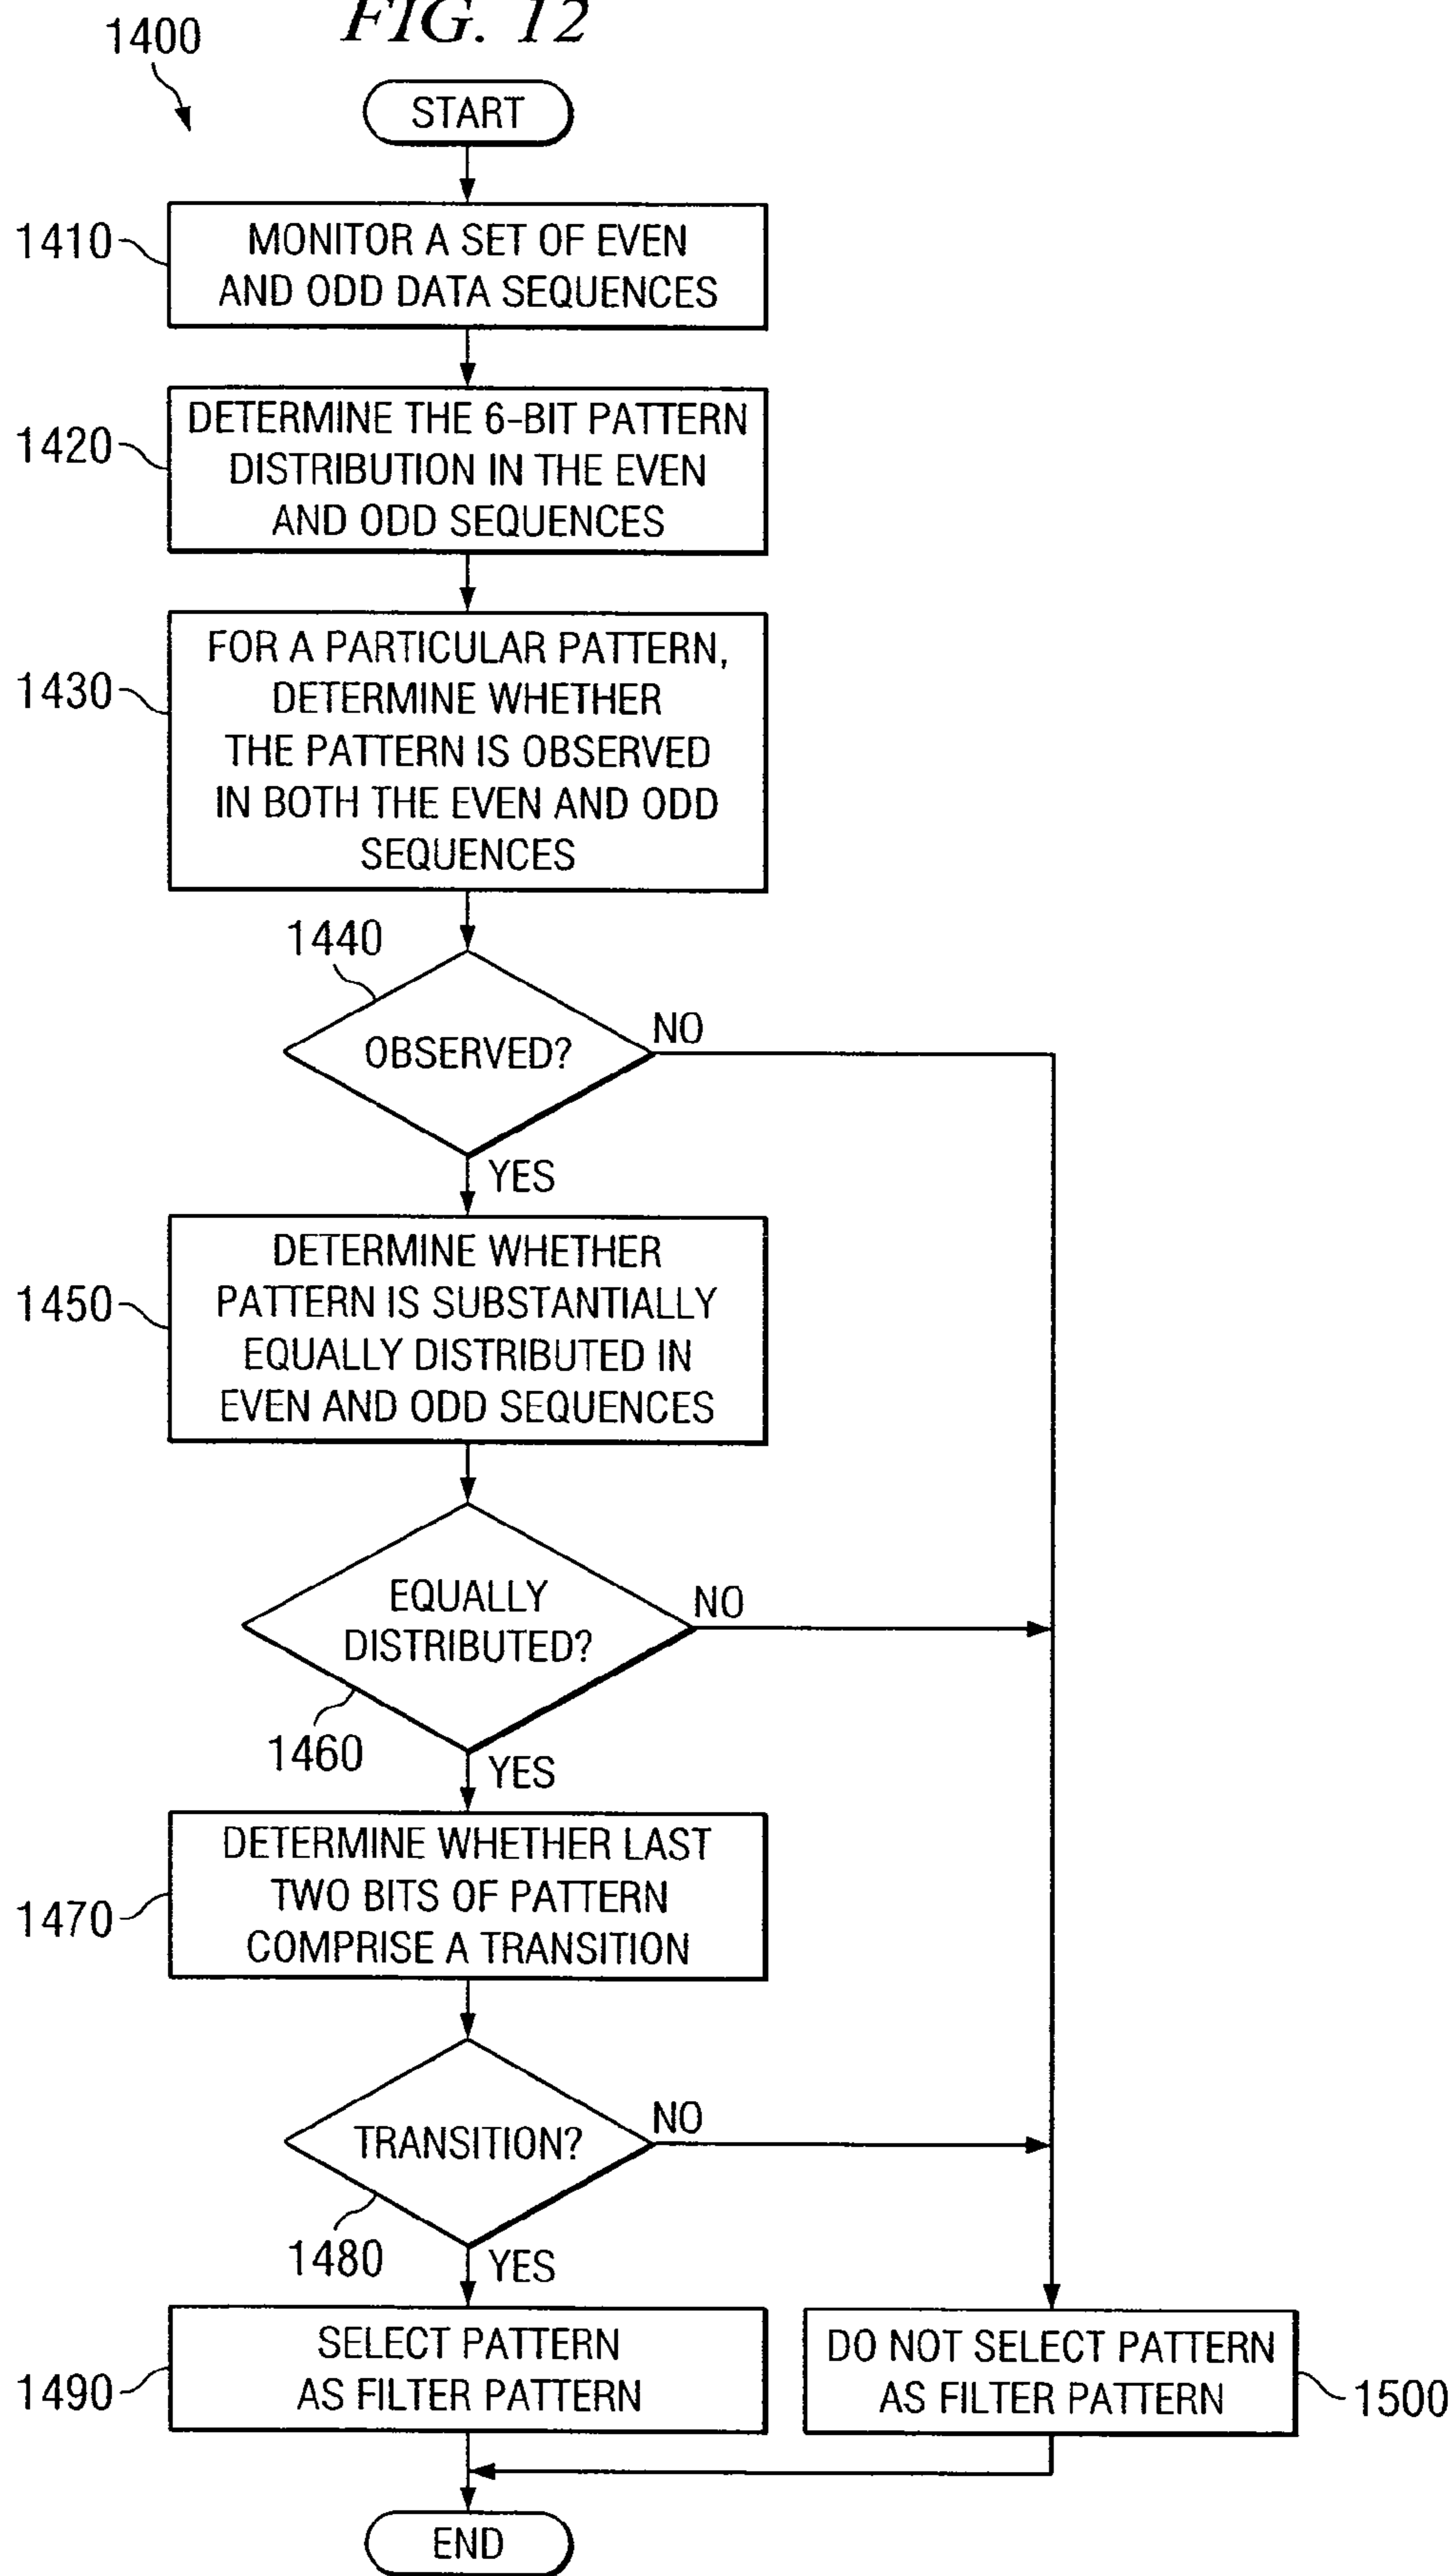 FIG. 12
1400
START
1410
MONITOR A SET OF EVEN
AND ODD DATA SEQUENCES
1420
DETERMINE THE 6-BIT PATTERN
DISTRIBUTION IN THE EVEN
AND ODD SEQUENCES
1430
FOR A PARTICULAR PATTERN,
DETERMINE WHETHER
THE PATTERN IS OBSERVED
IN BOTH THE EVEN AND ODD
SEQUENCES
1440
OBSERVED?
NO
YES
1450
DETERMINE WHETHER
PATTERN IS SUBSTANTIALLY
EQUALLY DISTRIBUTED IN
EVEN AND ODD SEQUENCES
EQUALLY
DISTRIBUTED?
NO
1460
YES
1470
DETERMINE WHETHER LAST
TWO BITS OF PATTERN
COMPRISE A TRANSITION
TRANSITION?
NO
1480
YES
1490
SELECT PATTERN
AS FILTER PATTERN
DO NOT SELECT PATTERN
AS FILTER PATTERN
1500
END